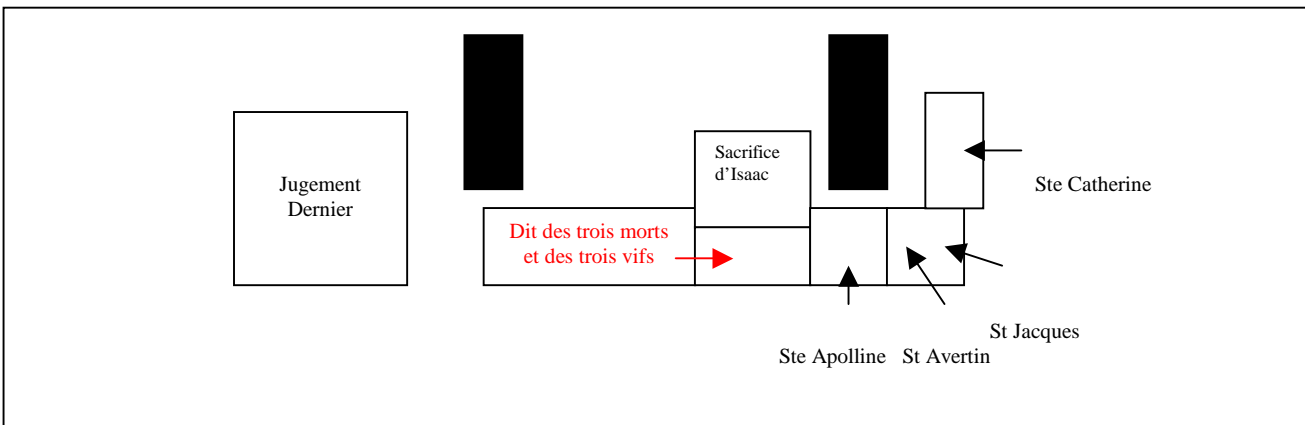 Jugement
Dernier
Dit des trois morts
et des trois vifs
Sacrifice
d'Isaac
Ste Catherine
St Jacques
Ste Apolline
St Avertin